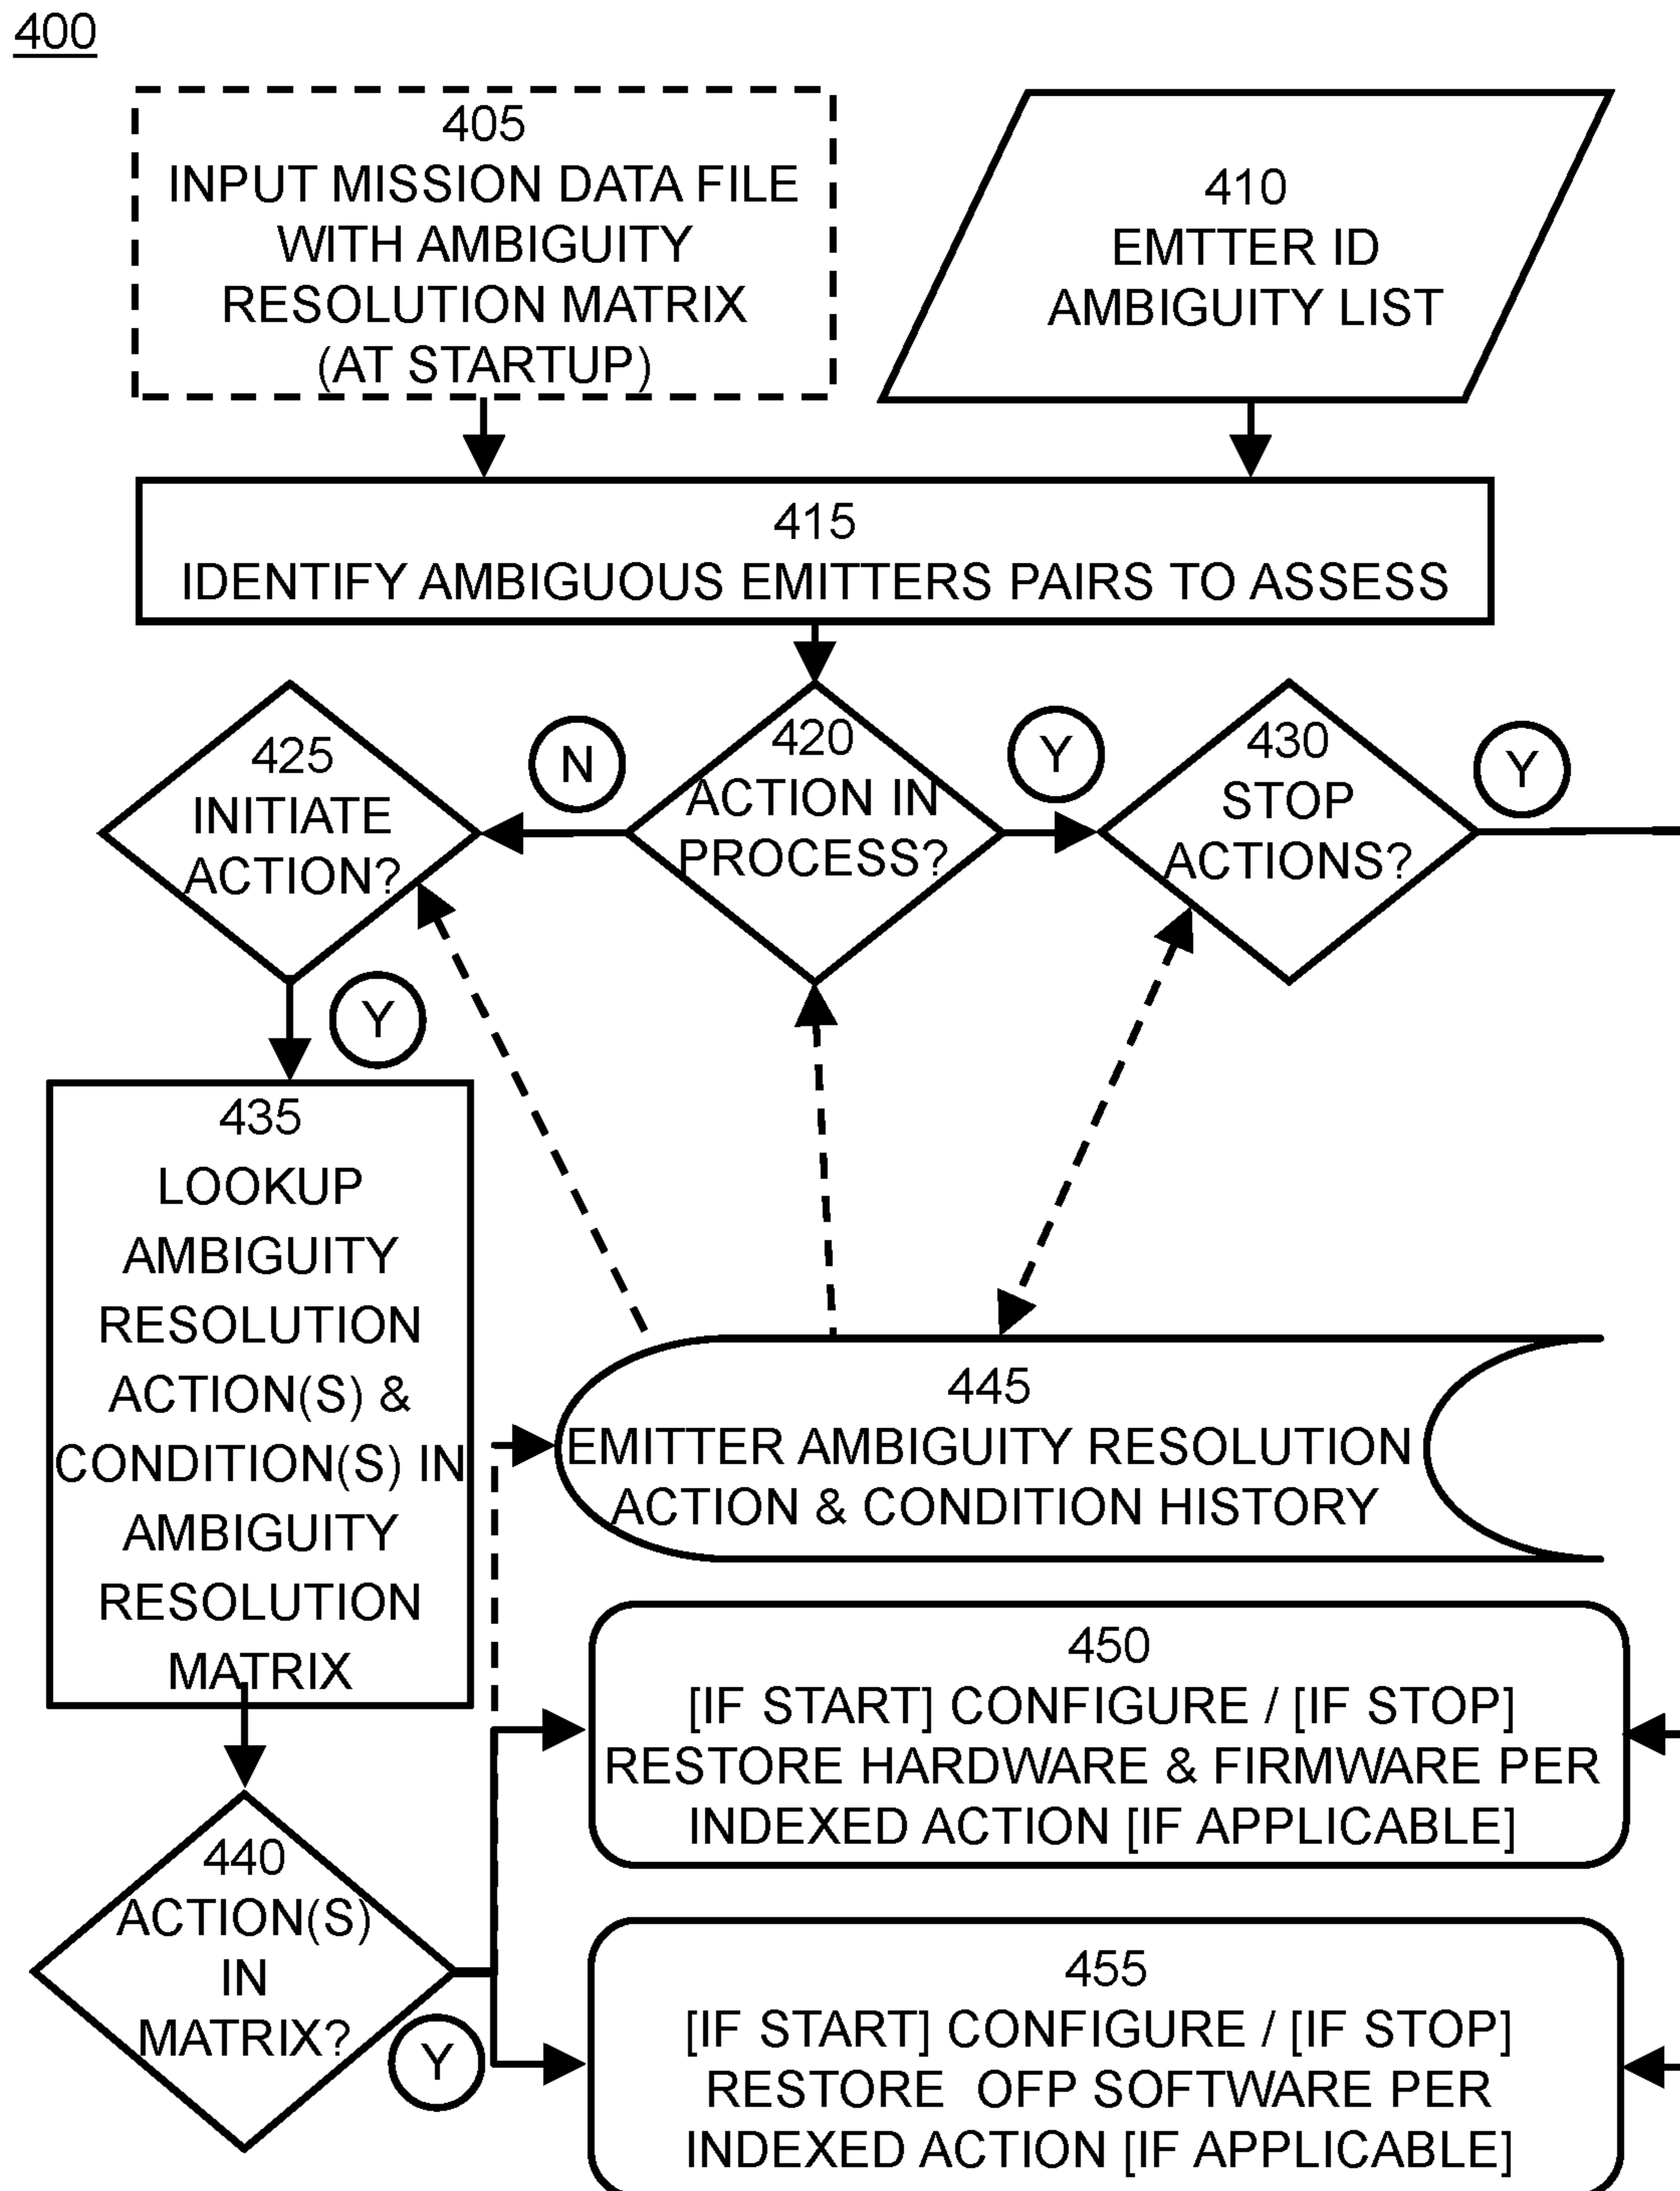 400
405
INPUT MISSION DATA FILE
WITH AMBIGUITY
RESOLUTION MATRIX
(AT STARTUP)
410
EMTTER ID
AMBIGUITY LIST
415
IDENTIFY AMBIGUOUS EMITTERS PAIRS TO ASSESS
425
INITIATE
ACTION?
N
420
ACTION IN
PROCESS?
Y
430
STOP
ACTIONS?
Y
Y
435
LOOKUP
AMBIGUITY
RESOLUTION
ACTION(S) &
CONDITION(S) IN
AMBIGUITY
RESOLUTION
MATRIX
445
EMITTER AMBIGUITY RESOLUTION
ACTION & CONDITION HISTORY
440
ACTION(S)
IN
MATRIX?
Y
450
[IF START] CONFIGURE / [IF STOP]
RESTORE HARDWARE & FIRMWARE PER
INDEXED ACTION [IF APPLICABLE]
455
[IF START] CONFIGURE / [IF STOP]
RESTORE OFP SOFTWARE PER
INDEXED ACTION [IF APPLICABLE]